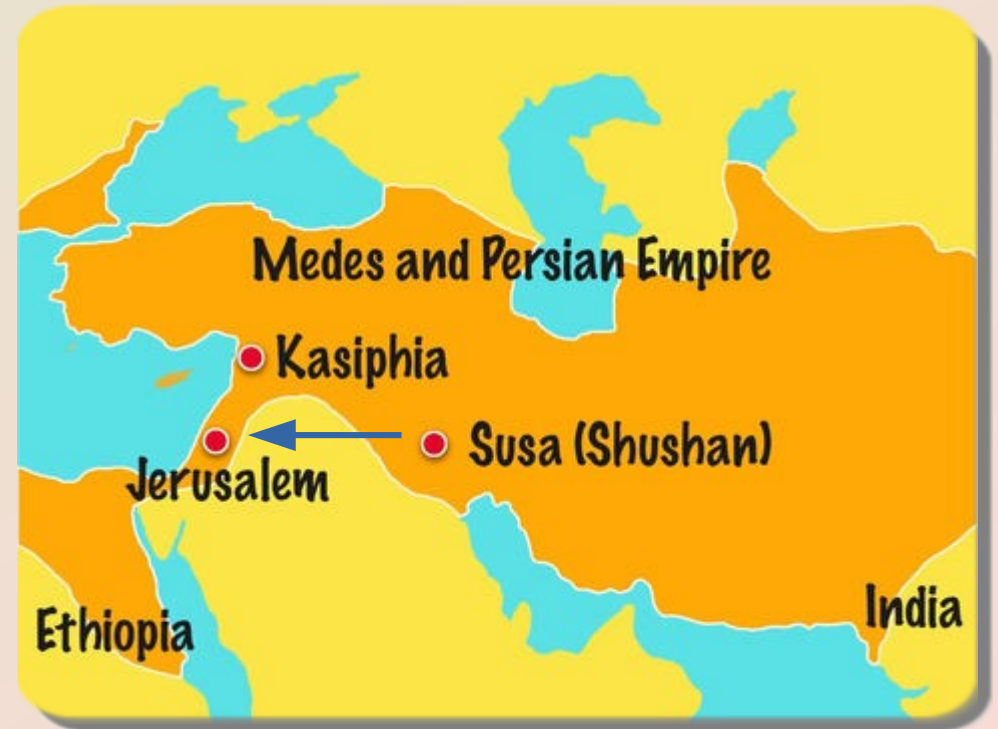 Medes and Persian Empire
Kasiphia
Susa (Shushan)
Jerusalem
Ethiopia
India